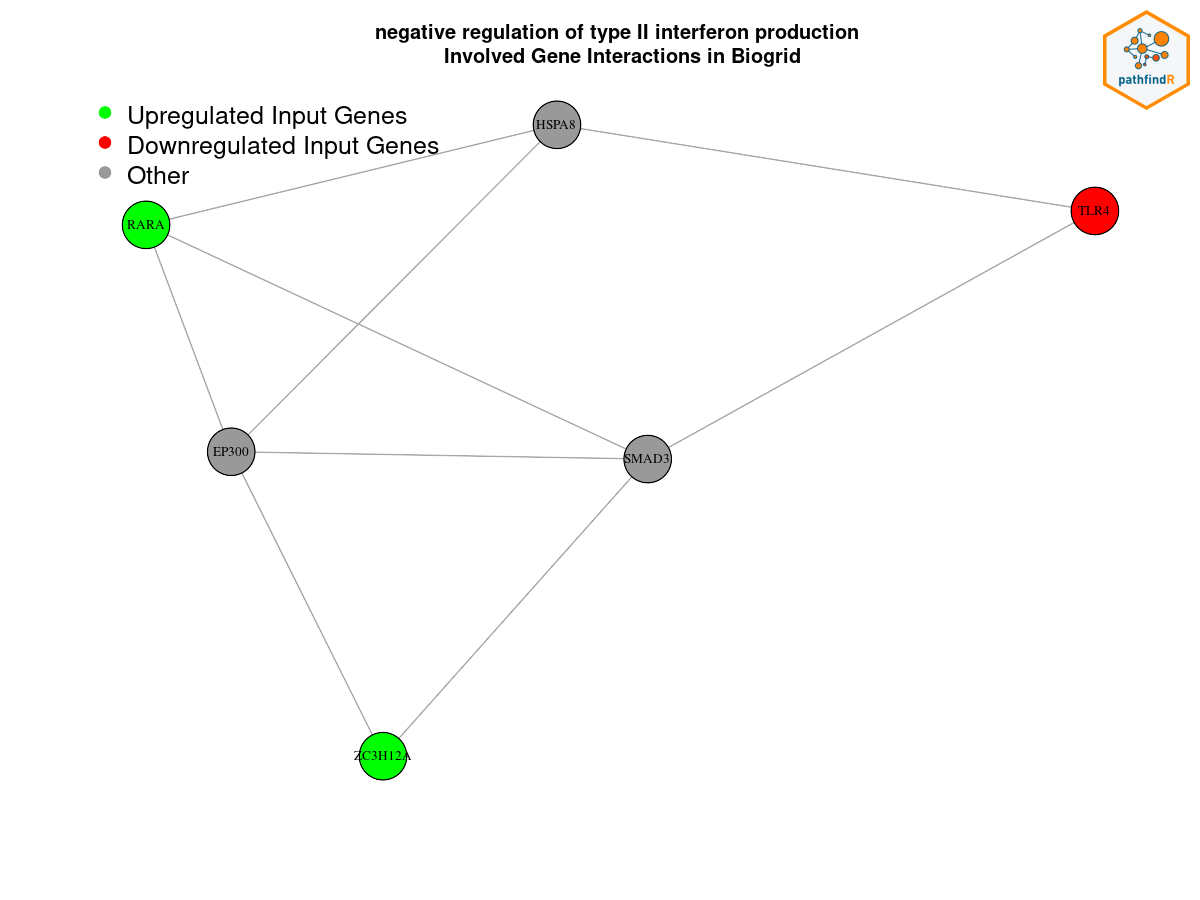 negative regulation of type II interferon production
Involved Gene Interactions in Biogrid
pathfindR
Upregulated Input Genes
Downregulated Input Genes
Other
HSPA8
TLR4
RARA
EP300
SMAD3
ZC3H12A